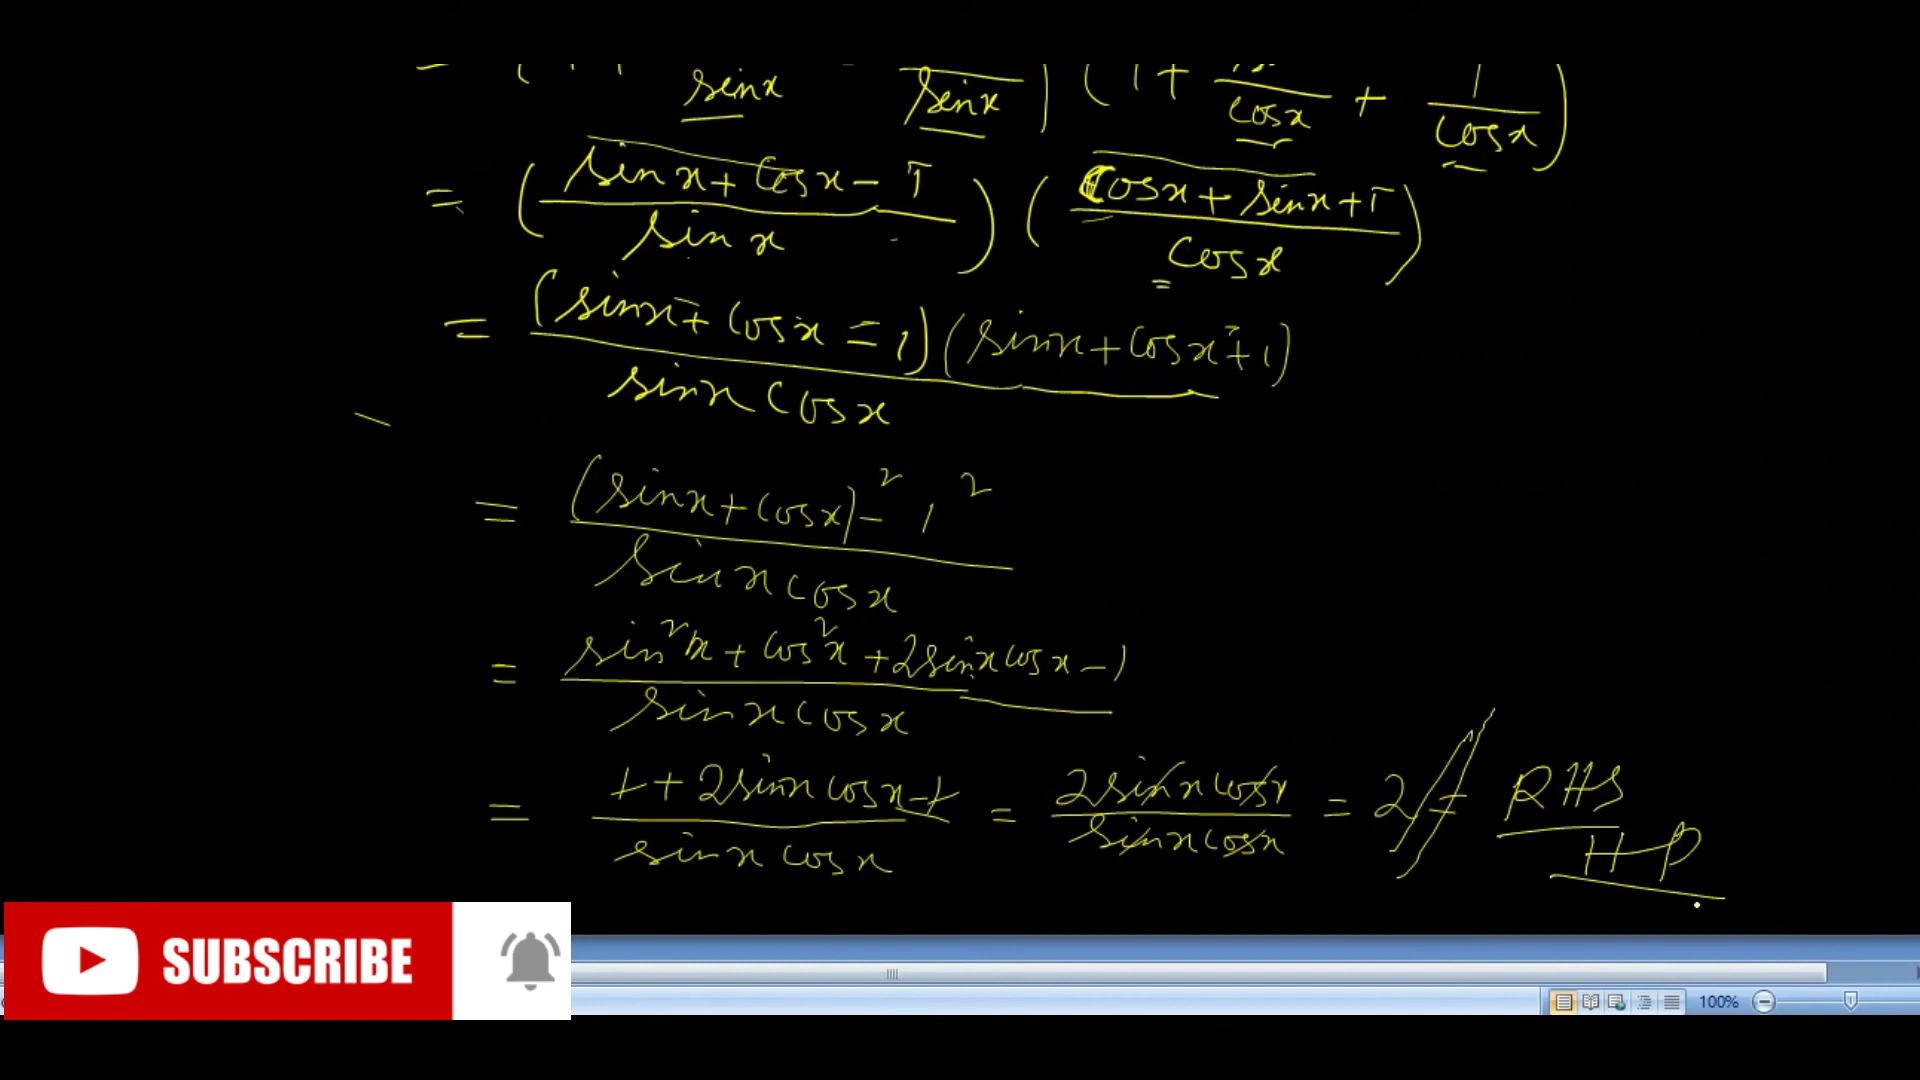 = ( 1 + sinx - sinx ) ( 1 + cosx + 1/cosx )
= ( (sinx + cosx - 1)/sinx ) ( (cosx + sinx + 1)/cosx )
= (sinx + cosx - 1)(sinx + cosx + 1)/sinx cosx
= ((sinx + cosx)² - 1²)/sinx cosx
= (sin²x + cos²x + 2sinx cosx - 1)/sinx cosx
= (1 + 2sinx cosx - 1)/sinx cosx = 2sinx cosx/sinx cosx = 2 = RHS
HP
SUBSCRIBE
100%